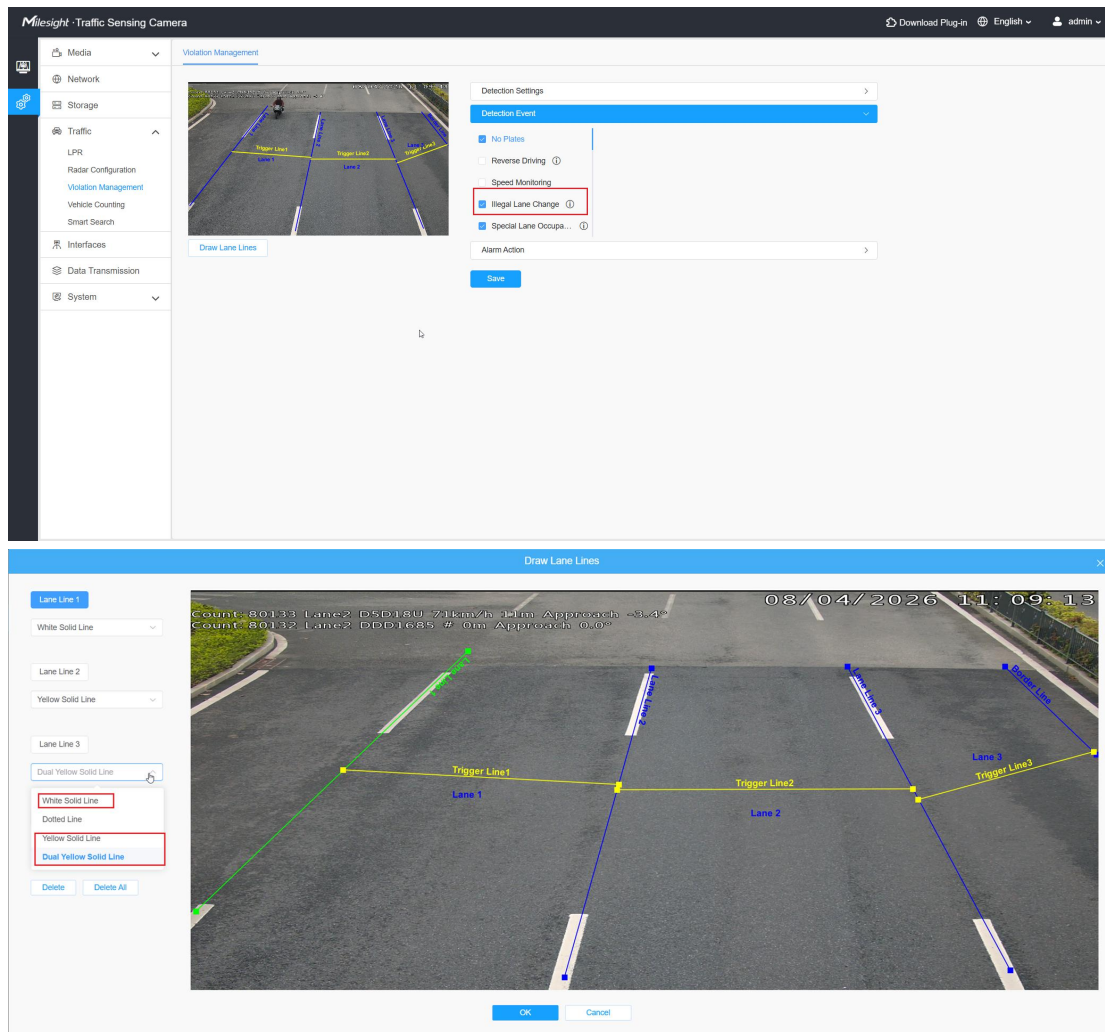 Milesight · Traffic Sensing Camera
Download Plug-in English admin
Media
Network
Storage
Traffic
LPR
Radar Configuration
Violation Management
Vehicle Counting
Smart Search
Interfaces
Data Transmission
System
Violation Management
Trigger Line1
Trigger Line2
Trigger Line3
Lane 1
Lane 2
Draw Lane Lines
Detection Settings
Detection Event
No Plates
Reverse Driving
Speed Monitoring
Illegal Lane Change
Special Lane Occupa...
Alarm Action
Save
Draw Lane Lines
Lane Line 1
White Solid Line
Lane Line 2
Yellow Solid Line
Lane Line 3
Dual Yellow Solid Line
White Solid Line
Dotted Line
Yellow Solid Line
Dual Yellow Solid Line
Delete Delete All
Count: 80133 Lane2 D5D18U 71km/h 11m Approach -3.4°
Count: 80132 Lane2 DDD1685 # 0m Approach 0.0°
08/04/2026 11:09:13
Lane Line 2
Lane Line 3
Border Line
Trigger Line1
Trigger Line2
Trigger Line3
Lane 1
Lane 2
Lane 3
OK Cancel